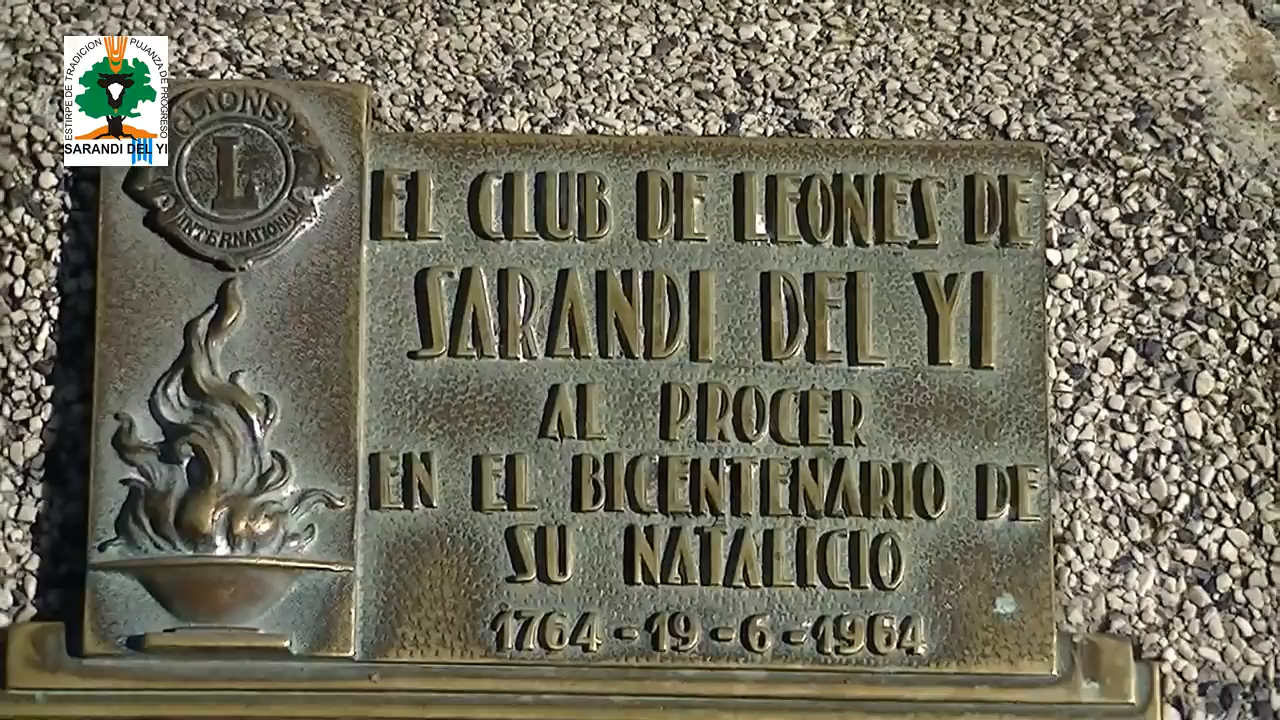 ESTIRPE DE TRADICION PUJANZA DE PROGRESO
SARANDI DEL YI
LIONS
L
INTERNATIONAL
EL CLUB DE LEONES DE
SARANDI DEL YI
AL PROCER
EN EL BICENTENARIO DE
SU NATALICIO
1764-19-6-1964